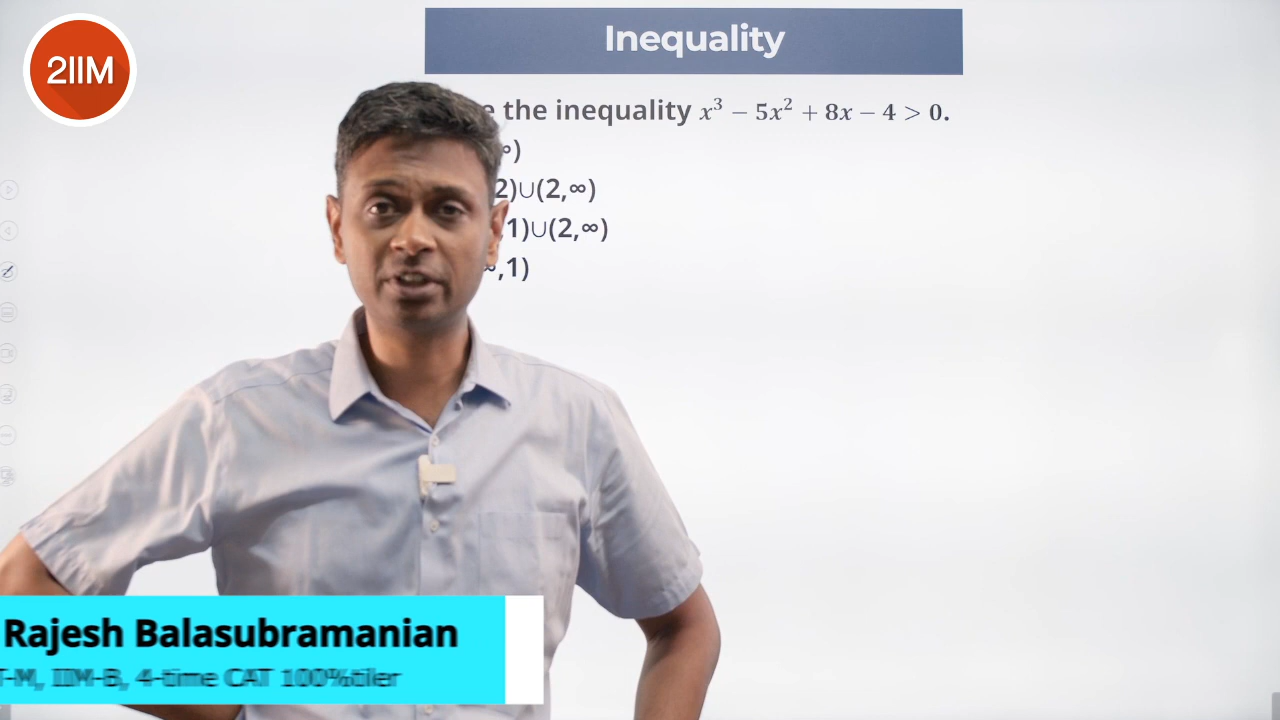 2IIM
Inequality
the inequality x³ − 5x² + 8x − 4 > 0.
∞)
2)∪(2,∞)
1)∪(2,∞)
,1)
Rajesh Balasubramanian
IIM-B, 4-time CAT 100%tiler